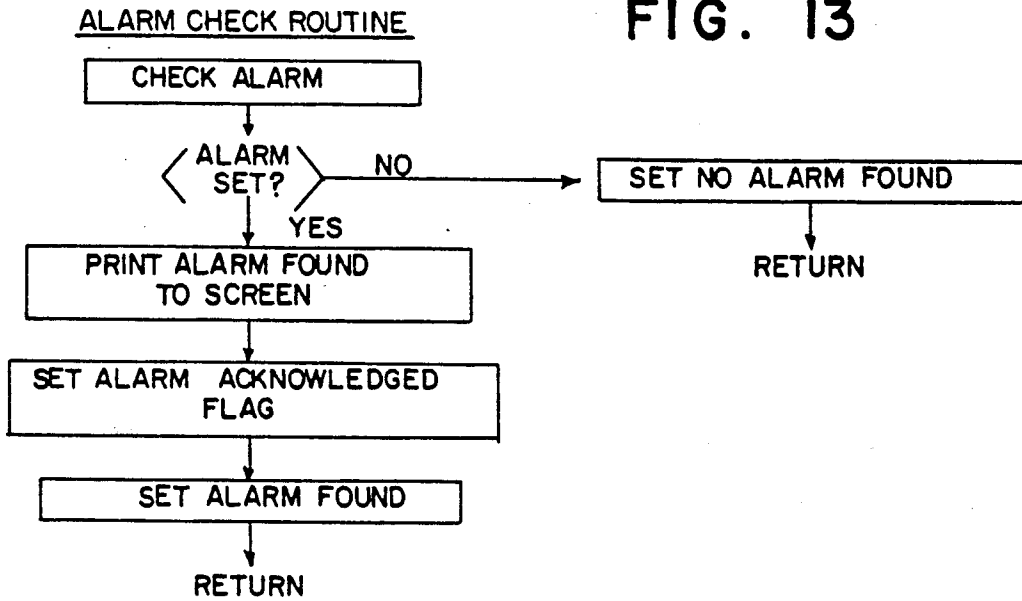 ALARM CHECK ROUTINE
FIG. 13
CHECK ALARM
ALARM
SET?
NO
SET NO ALARM FOUND
YES
RETURN
PRINT ALARM FOUND
TO SCREEN
SET ALARM ACKNOWLEDGED
FLAG
SET ALARM FOUND
RETURN